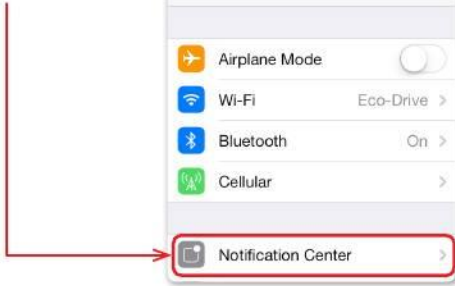 Airplane Mode
Wi-Fi Eco-Drive
Bluetooth On
Cellular
Notification Center